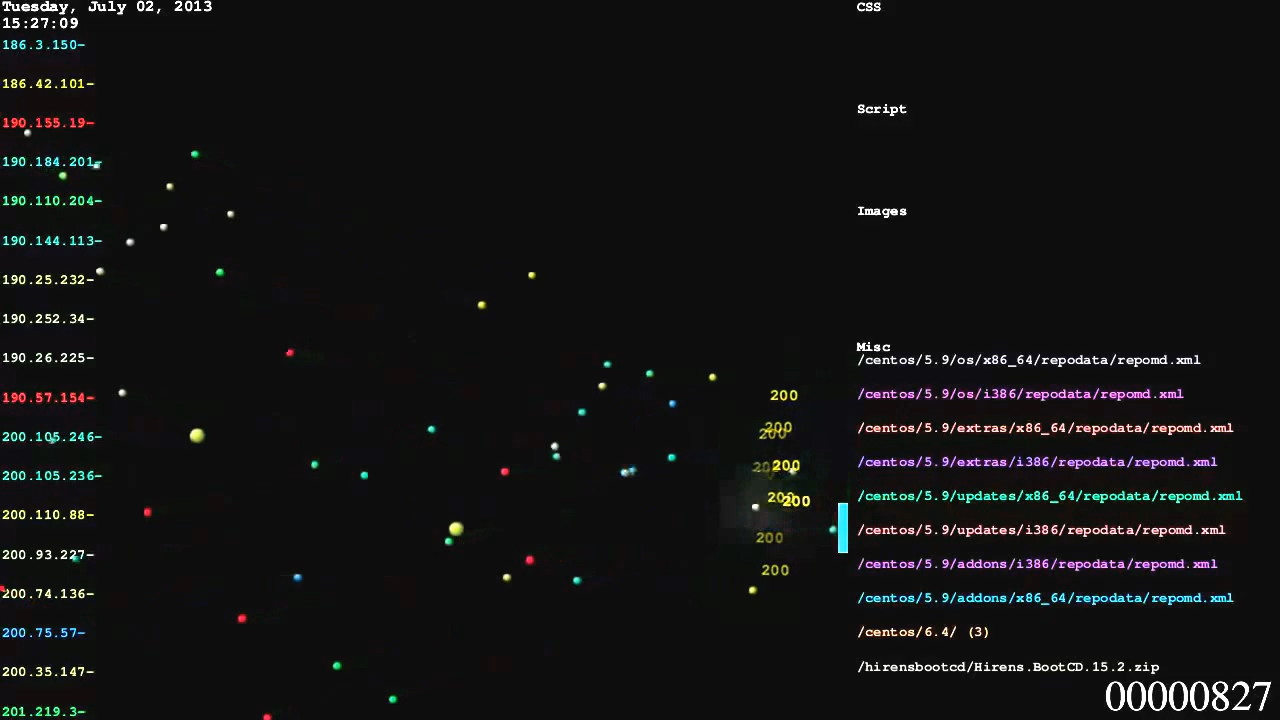 Tuesday, July 02, 2013
15:27:09
186.3.150-
186.42.101-
190.155.19-
190.184.201-
190.110.204-
190.144.113-
190.25.232-
190.252.34-
190.26.225-
190.57.154-
200.105.246-
200.105.236-
200.110.88-
200.93.227-
200.74.136-
200.75.57-
200.35.147-
201.219.3-
200
200
200
200
200
200
200
200
200
CSS
Script
Images
Misc
/centos/5.9/os/x86_64/repodata/repomd.xml
/centos/5.9/os/i386/repodata/repomd.xml
/centos/5.9/extras/x86_64/repodata/repomd.xml
/centos/5.9/extras/i386/repodata/repomd.xml
/centos/5.9/updates/x86_64/repodata/repomd.xml
/centos/5.9/updates/i386/repodata/repomd.xml
/centos/5.9/addons/i386/repodata/repomd.xml
/centos/5.9/addons/x86_64/repodata/repomd.xml
/centos/6.4/ (3)
/hirensbootcd/Hirens.BootCD.15.2.zip
00000827